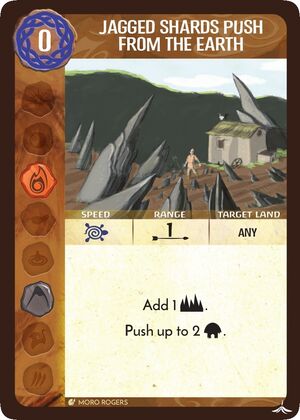 0
JAGGED SHARDS PUSH
FROM THE EARTH
SPEED RANGE TARGET LAND
1 ANY
Add 1 .
Push up to 2 .
MORO ROGERS